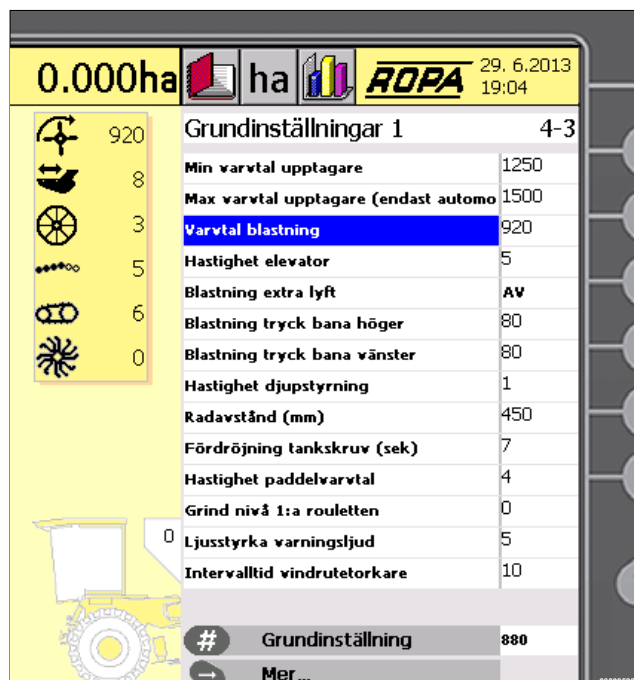 0.000ha ha ROPA 29. 6.2013
19:04
920
8
3
5
6
0
Grundinställningar 1 4-3
Min varvtal upptagare 1250
Max varvtal upptagare (endast automo 1500
Varvtal blastning 920
Hastighet elevator 5
Blastning extra lyft AV
Blastning tryck bana höger 80
Blastning tryck bana vänster 80
Hastighet djupstyrning 1
Radavstånd (mm) 450
Fördröjning tankskruv (sek) 7
Hastighet paddelvarvtal 4
Grind nivå 1:a rouletten 0
Ljusstyrka varningsljud 5
Intervalltid vindrutetorkare 10
0
# Grundinställning 880
Mer...